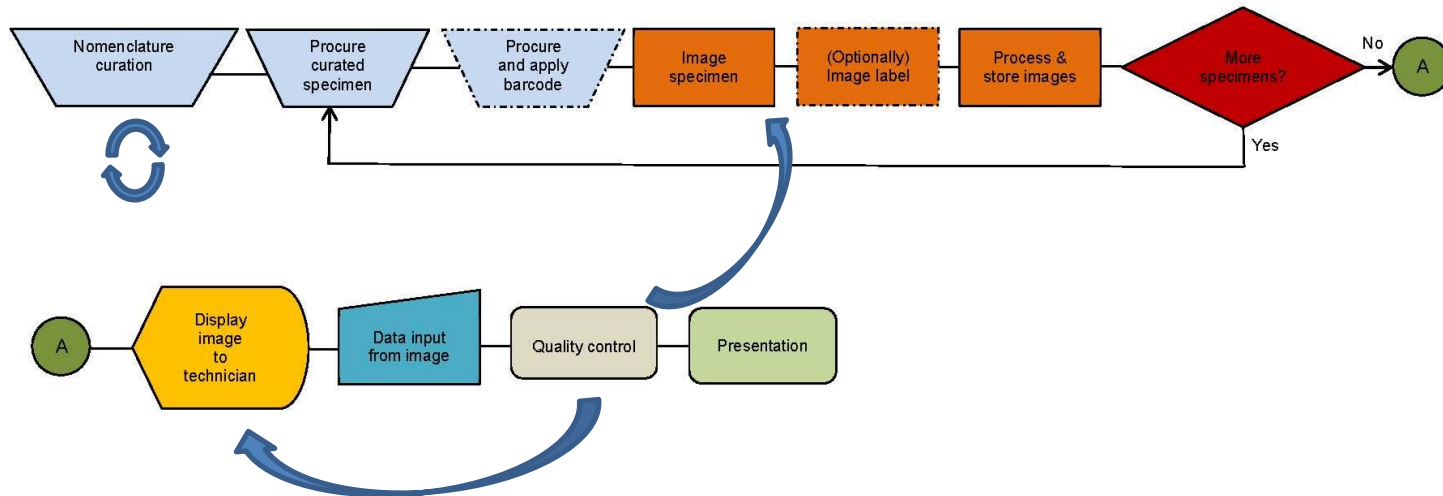 Nomenclature
curation
Procure
curated
specimen
Procure
and apply
barcode
Image
specimen
(Optionally)
Image label
Process &
store images
More
specimens?
No
A
Yes
A
Display
image
to
technician
Data input
from image
Quality control
Presentation